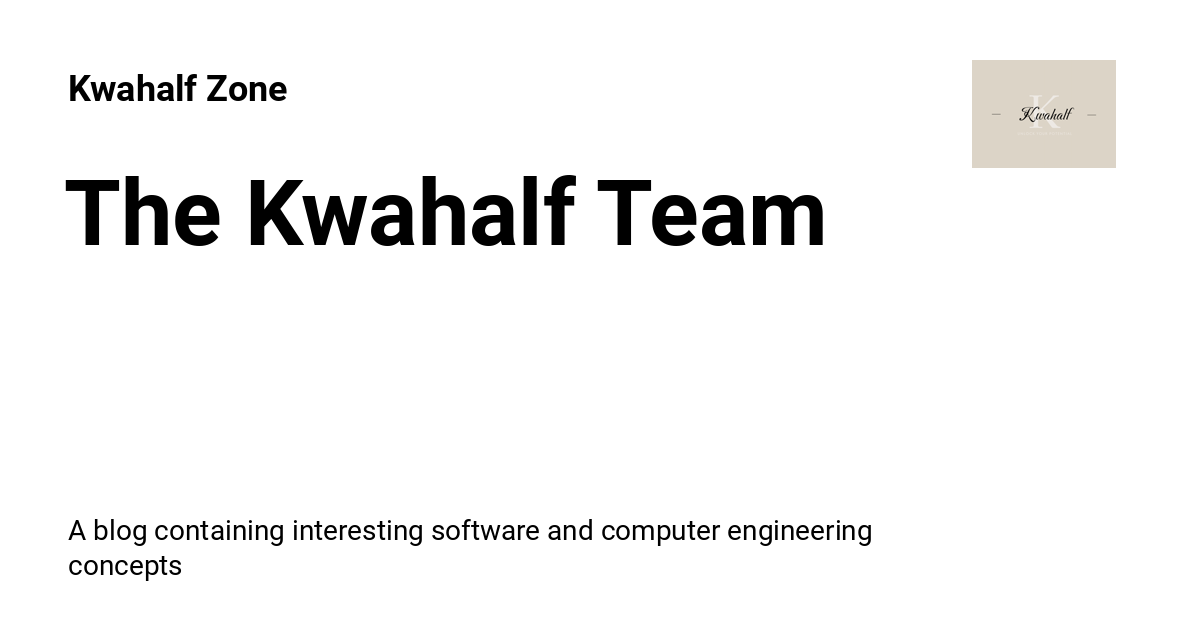 Kwahalf Zone
K
Kwahalf
The Kwahalf Team
A blog containing interesting software and computer engineering
concepts